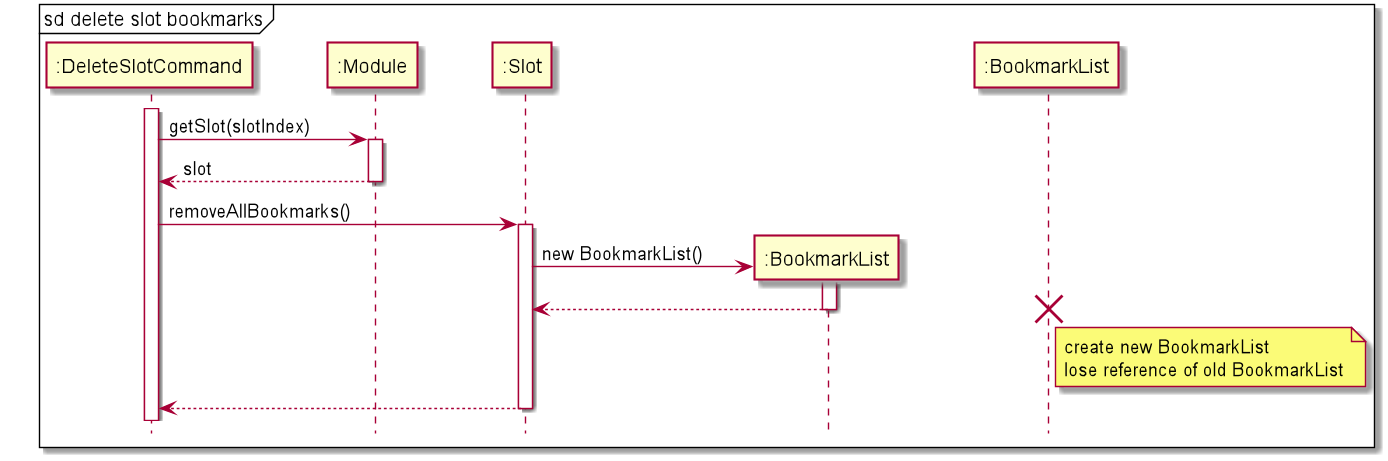 sd delete slot bookmarks
:DeleteSlotCommand
:Module
:Slot
:BookmarkList
getSlot(slotIndex)
slot
removeAllBookmarks()
new BookmarkList()
:BookmarkList
create new BookmarkList
lose reference of old BookmarkList